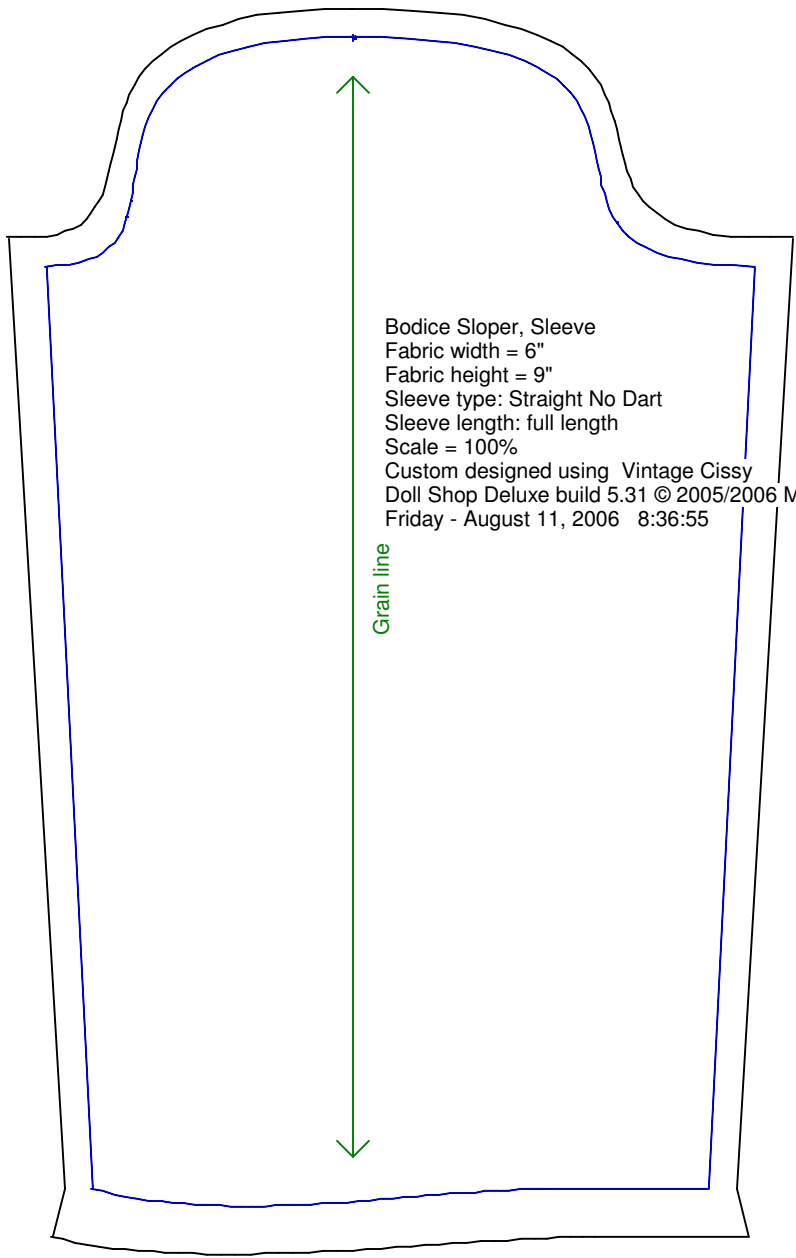 Bodice Sloper, Sleeve
Fabric width = 6"
Fabric height = 9"
Sleeve type: Straight No Dart
Sleeve length: full length
Scale = 100%
Custom designed using  Vintage Cissy
Doll Shop Deluxe build 5.31 © 2005/2006 M
Friday - August 11, 2006   8:36:55
Grain line